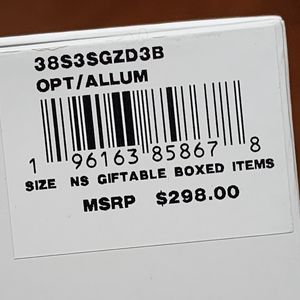 38S3SGZD3B
OPT/ALLUM
1 96163 85867 8
SIZE NS GIFTABLE BOXED ITEMS
MSRP $298.00